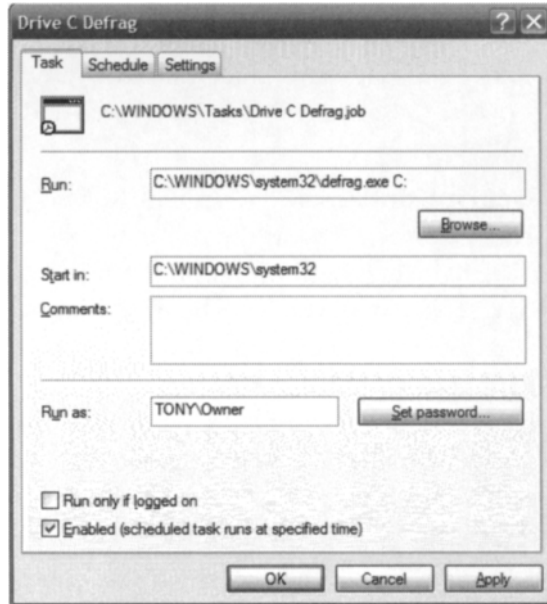 Drive C Defrag
Task Schedule Settings
C:\WINDOWS\Tasks\Drive C Defrag.job
Run: C:\WINDOWS\system32\defrag.exe C:
Browse...
Start in: C:\WINDOWS\system32
Comments:
Run as: TONY\Owner Set password...
Run only if logged on
Enabled (scheduled task runs at specified time)
OK Cancel Apply